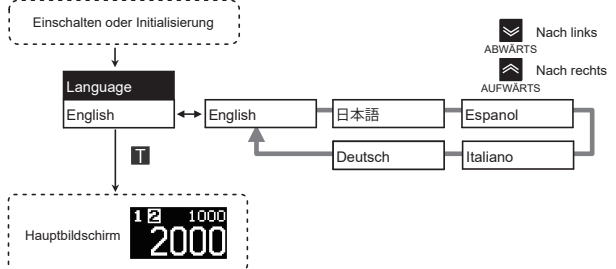 Einschalten oder Initialisierung
Nach links
ABWÄRTS
Nach rechts
AUFWÄRTS
Language
English
English
日本語
Espanol
Deutsch
Italiano
T
Hauptbildschirm
1 2 1000
2000